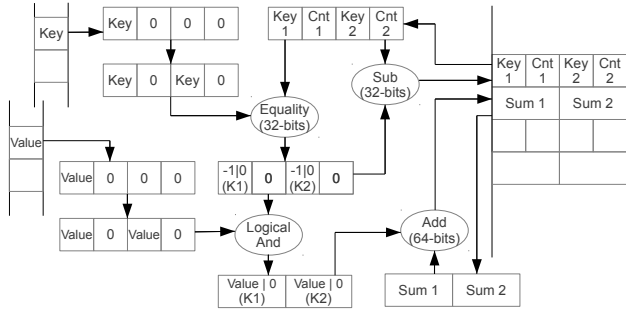 Key
Key 0 0 0
Key 0 Key 0
Key 1 Cnt 1 Key 2 Cnt 2
Sub
(32-bits)
Equality
(32-bits)
Key 1 Cnt 1 Key 2 Cnt 2
Sum 1 Sum 2
Value
Value 0 0 0
Value 0 Value 0
-1|0 (K1) 0 -1|0 (K2) 0
Logical
And
Add
(64-bits)
Value | 0 (K1) Value | 0 (K2)
Sum 1 Sum 2